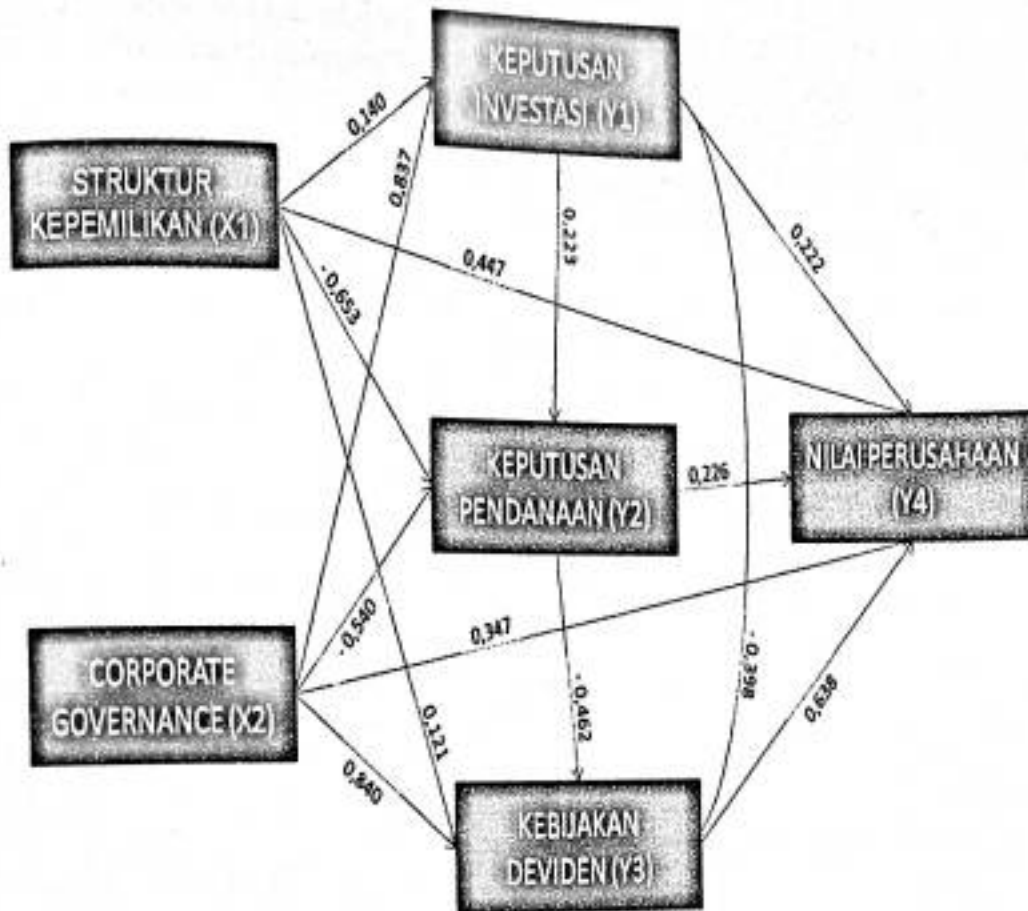 KEPUTUSAN
INVESTASI (Y1)
0,140
0,837
STRUKTUR
KEPEMILIKAN (X1)
0,223
0,222
- 0,653
0,447
KEPUTUSAN
PENDANAAN (Y2)
0,226
NILAI PERUSAHAAN
(Y4)
- 0,540
0,347
CORPORATE
GOVERNANCE (X2)
0,121
- 0,462
- 0,398
0,638
0,840
KEBIJAKAN
DEVIDEN (Y3)